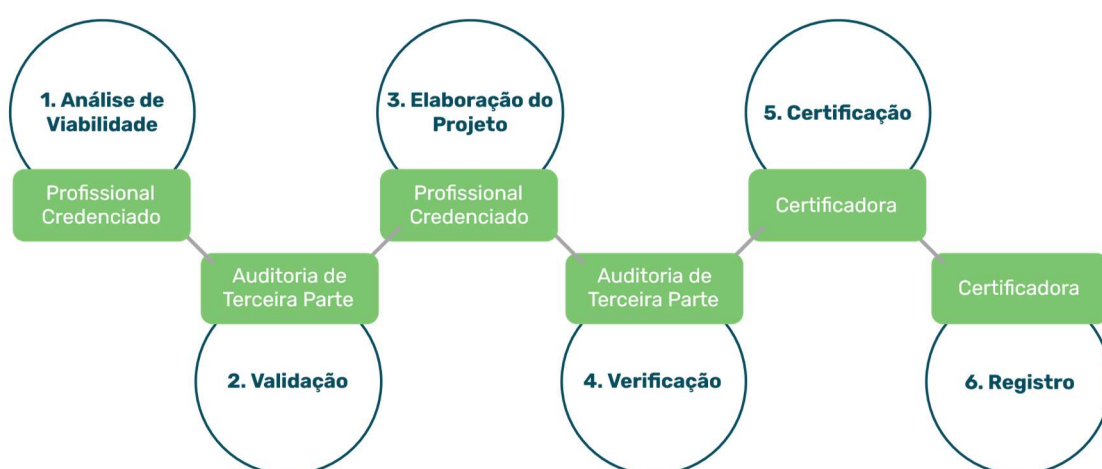 1. Análise de
Viabilidade
Profissional
Credenciado
Auditoria de
Terceira Parte
2. Validação
3. Elaboração do
Projeto
Profissional
Credenciado
Auditoria de
Terceira Parte
4. Verificação
5. Certificação
Certificadora
Certificadora
6. Registro